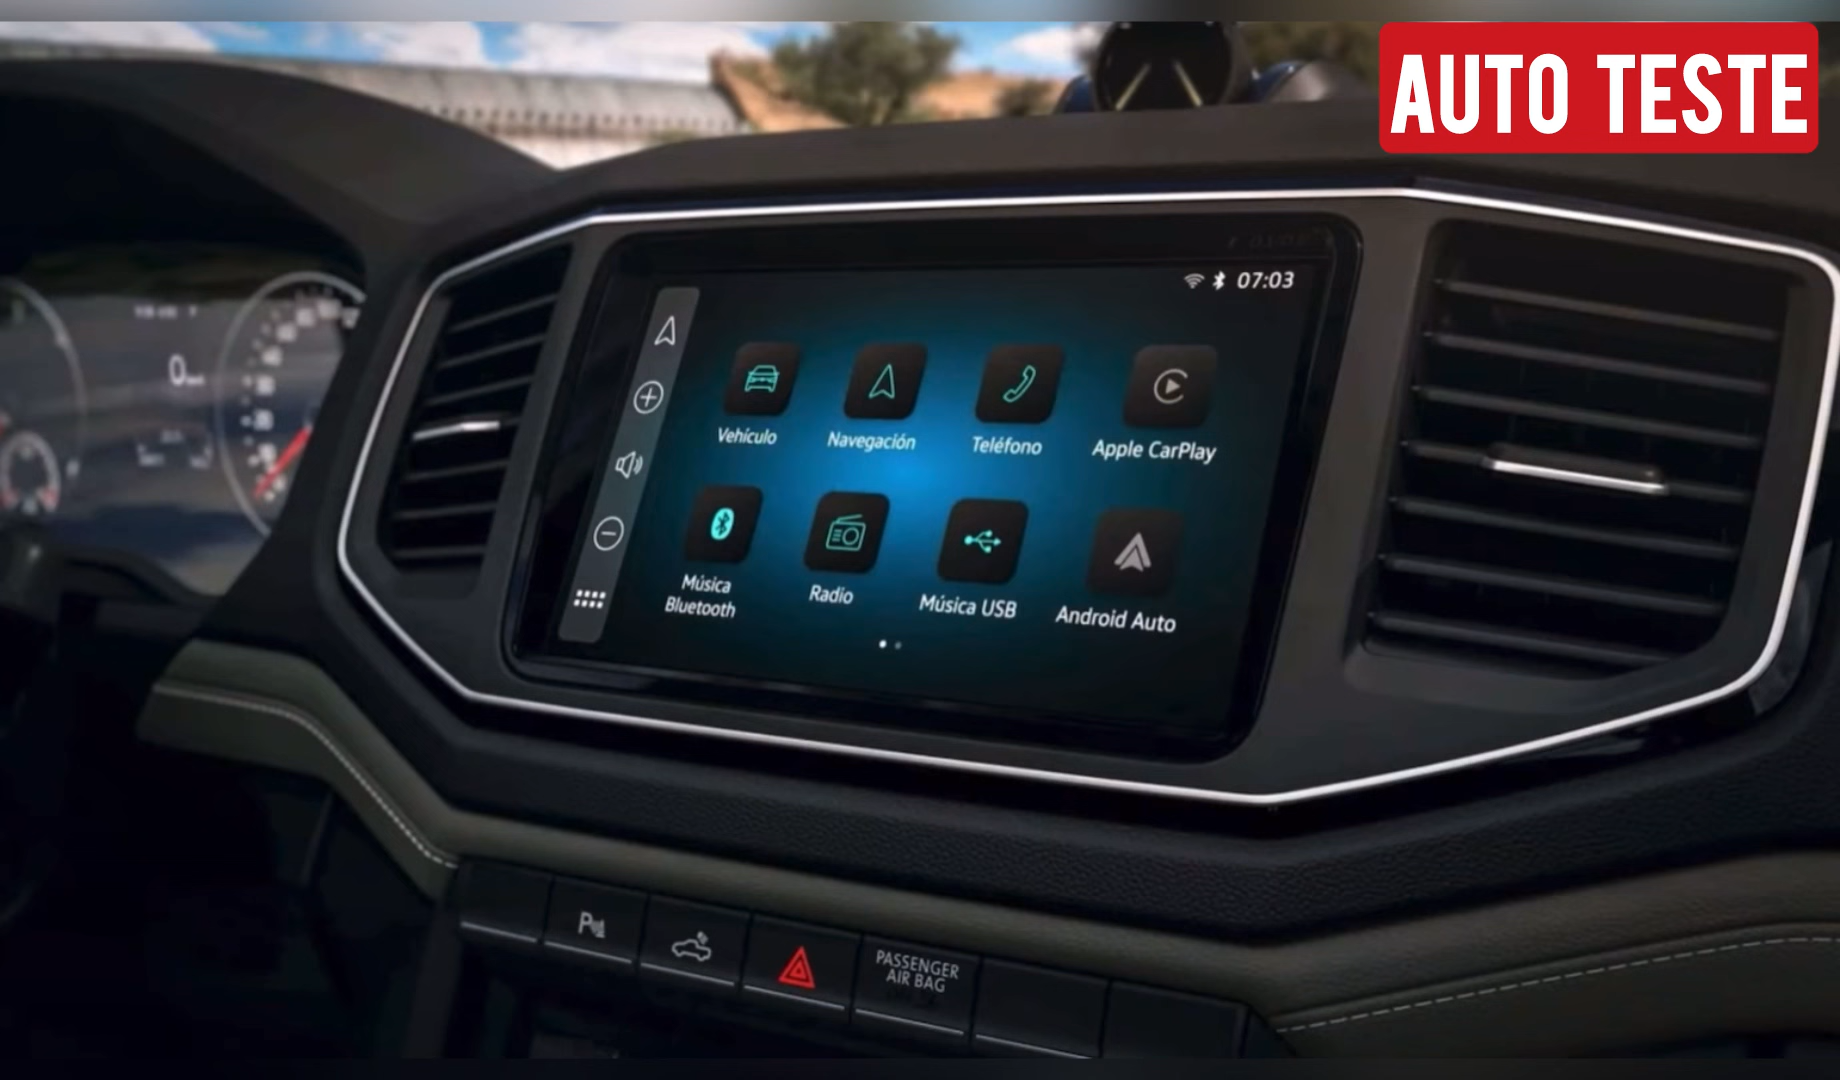 AUTO TESTE
07:03
Vehículo
Navegación
Teléfono
Apple CarPlay
Música
Bluetooth
Radio
Música USB
Android Auto
0
P
PASSENGER
AIR BAG